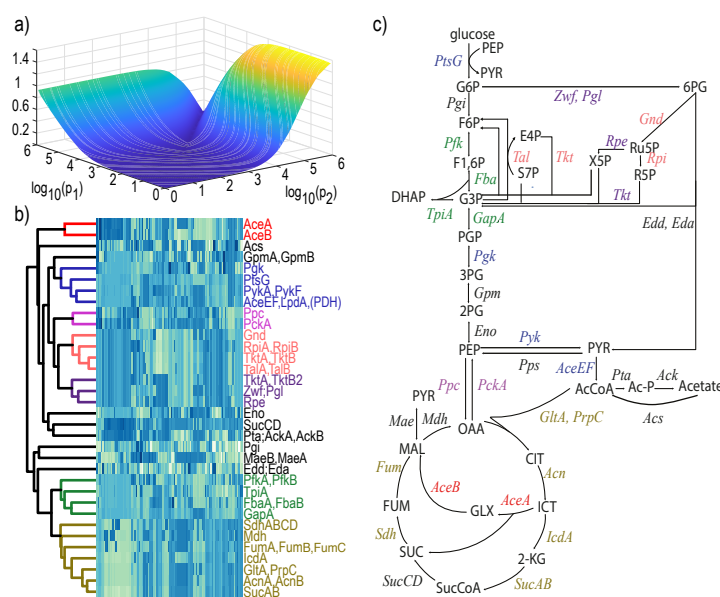 a)
1.4
1.2
1
0.8
0.6
0.4
0.2
0
6
5
4
3
2
1
0
0
1
2
3
4
5
6
log10(p1)
log10(p2)
b)
AceA
AceB
Acs
GpmA,GpmB
Pgk
PtsG
PykA,PykF
AceEF,LpdA,(PDH)
Ppc
PckA
Gnd
RpiA,RpiB
TktA,TktB
TalA,TalB
TktA,TktB2
Zwf;Pgl
Rpe
Eno
SucCD
Pta;AckA,AckB
Pgi
MaeB,MaeA
Edd;Eda
PfkA,PfkB
TpiA
FbaA,FbaB
GapA
SdhABCD
Mdh
FumA,FumB,FumC
IcdA
GltA,PrpC
AcnA,AcnB
SucAB
c)
glucose
PtsG
PEP
PYR
G6P
6PG
Pgi
Zwf, Pgl
Gnd
F6P
E4P
Rpe
Ru5P
Pfk
Tal
Tkt
X5P
Rpi
F1,6P
S7P
R5P
Fba
DHAP
G3P
Tkt
TpiA
GapA
Edd, Eda
PGP
Pgk
3PG
Gpm
2PG
Eno
Pyk
PEP
PYR
Pps
AceEF
Ppc
PckA
AcCoA
Pta
Ac-P
Ack
Acetate
PYR
Acs
GltA, PrpC
Mae
Mdh
OAA
MAL
CIT
Fum
Acn
AceB
AceA
FUM
GLX
ICT
Sdh
IcdA
SUC
2-KG
SucCD
SucCoA
SucAB